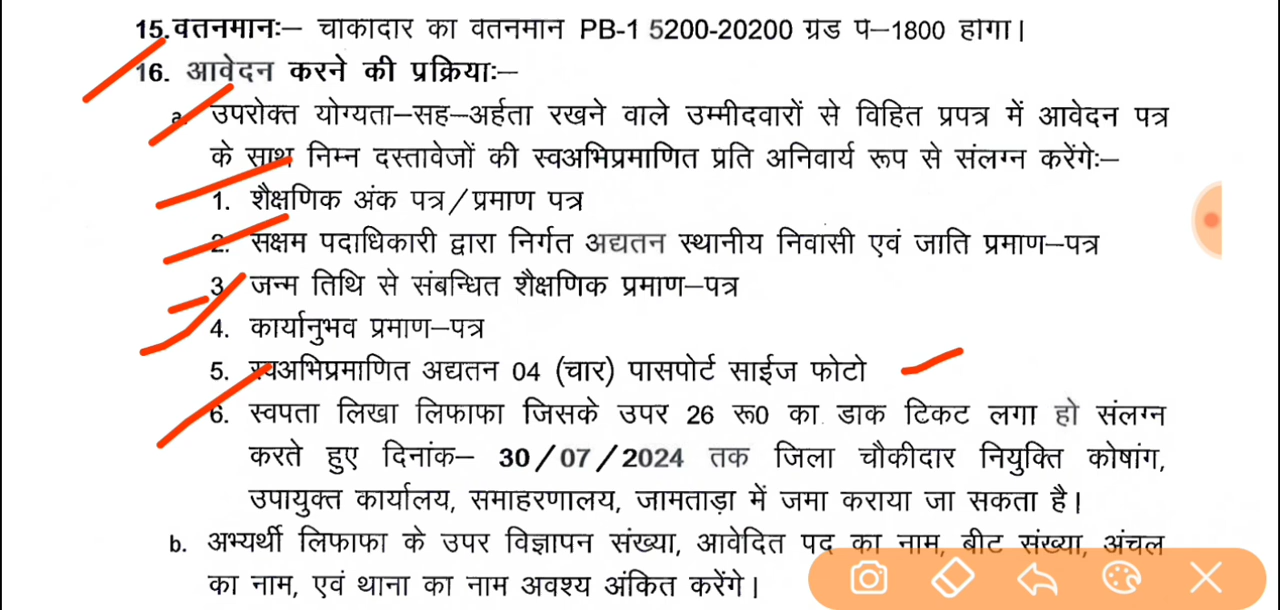 15.वतनमानः– चाकादार का वतनमान PB-1 5200-20200 ग्रड प–1800 हागा।
16. आवेदन करने की प्रक्रियाः–
a. उपरोक्त योग्यता–सह–अर्हता रखने वाले उम्मीदवारों से विहित प्रपत्र में आवेदन पत्र
के साथ निम्न दस्तावेजों की स्वअभिप्रमाणित प्रति अनिवार्य रूप से संलग्न करेंगेः–
1. शैक्षणिक अंक पत्र/प्रमाण पत्र
2. सक्षम पदाधिकारी द्वारा निर्गत अद्यतन स्थानीय निवासी एवं जाति प्रमाण–पत्र
3. जन्म तिथि से संबन्धित शैक्षणिक प्रमाण–पत्र
4. कार्यानुभव प्रमाण–पत्र
5. स्वअभिप्रमाणित अद्यतन 04 (चार) पासपोर्ट साईज फोटो
6. स्वपता लिखा लिफाफा जिसके उपर 26 रू0 का डाक टिकट लगा हो संलग्न
करते हुए दिनांक– 30/07/2024 तक जिला चौकीदार नियुक्ति कोषांग,
उपायुक्त कार्यालय, समाहरणालय, जामताड़ा में जमा कराया जा सकता है।
b. अभ्यर्थी लिफाफा के उपर विज्ञापन संख्या, आवेदित पद का नाम, बीट संख्या, अंचल
का नाम, एवं थाना का नाम अवश्य अंकित करेंगे।